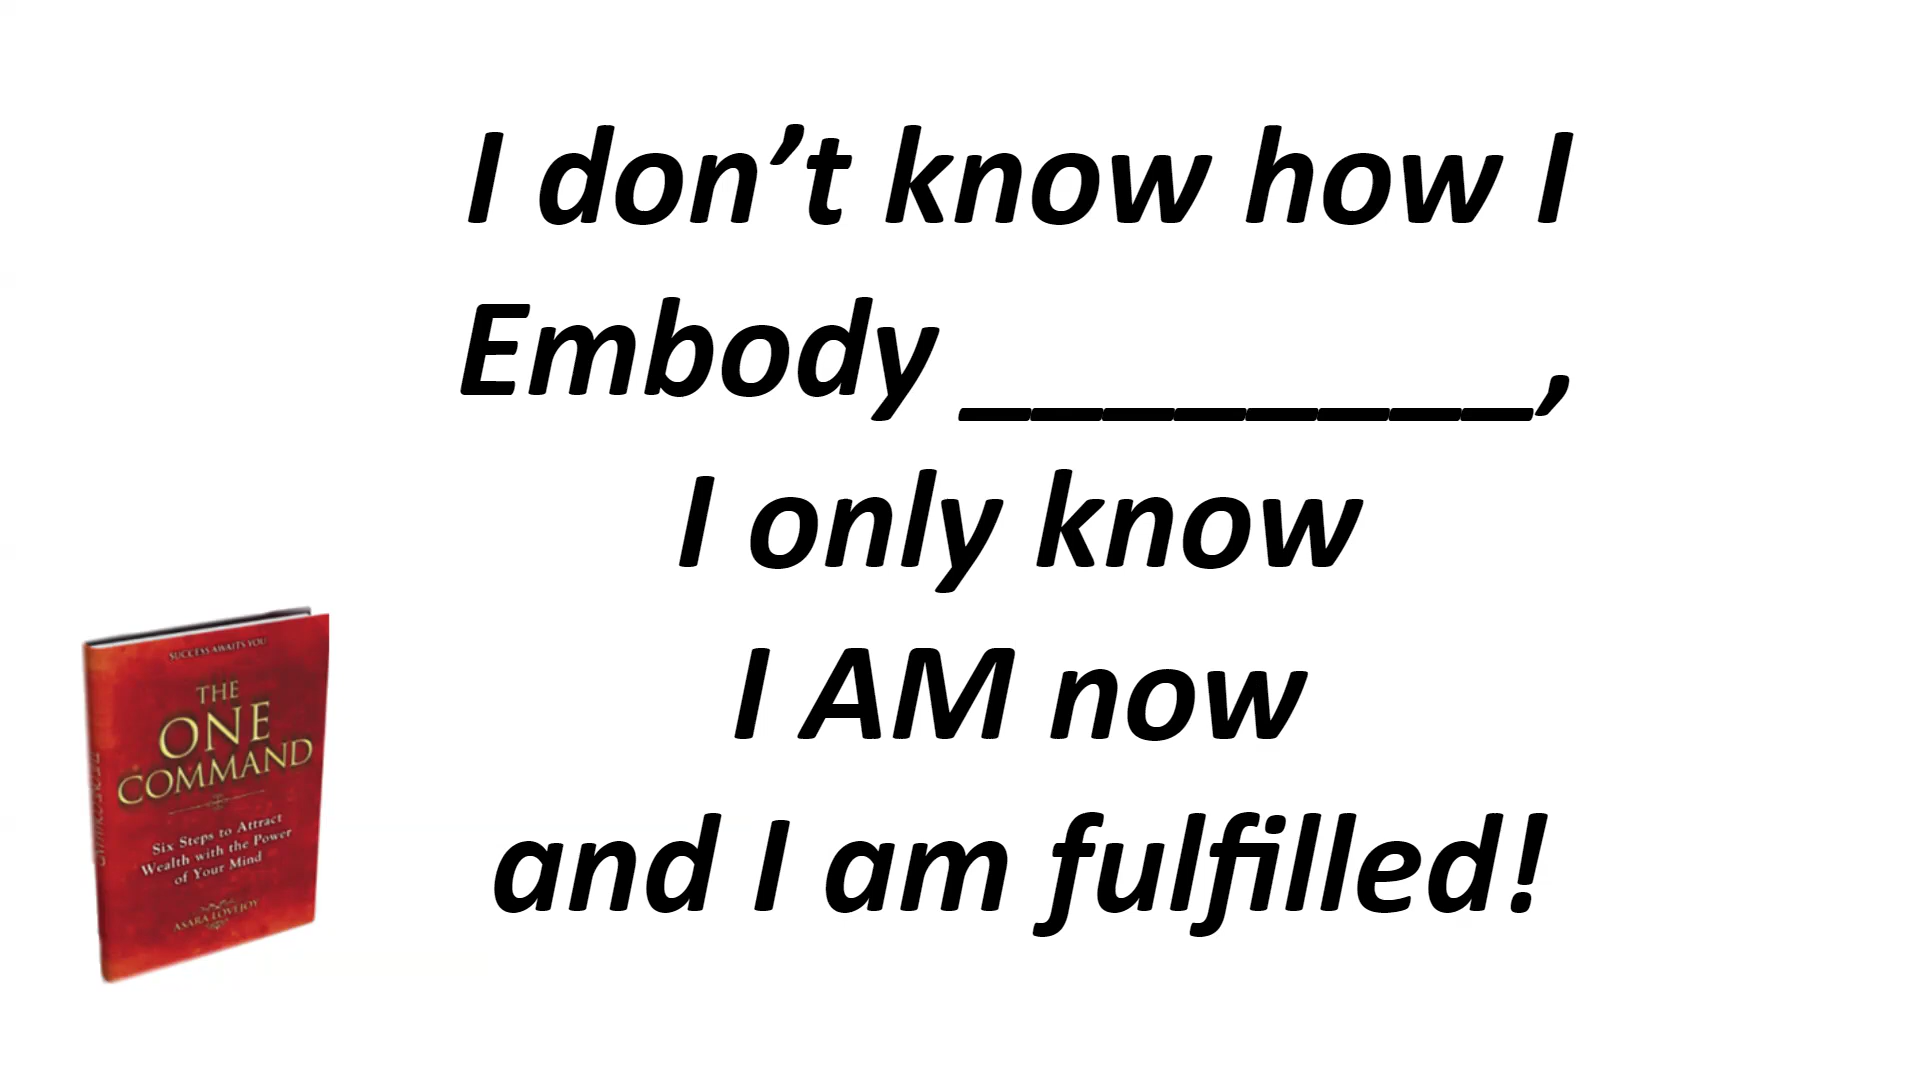 I don’t know how I
Embody ________,
I only know
I AM now
and I am fulfilled!
SUCCESS AWAITS YOU
THE
ONE
COMMAND
Six Steps to Attract
Wealth with the Power
of Your Mind
ASARA LOVEJOY